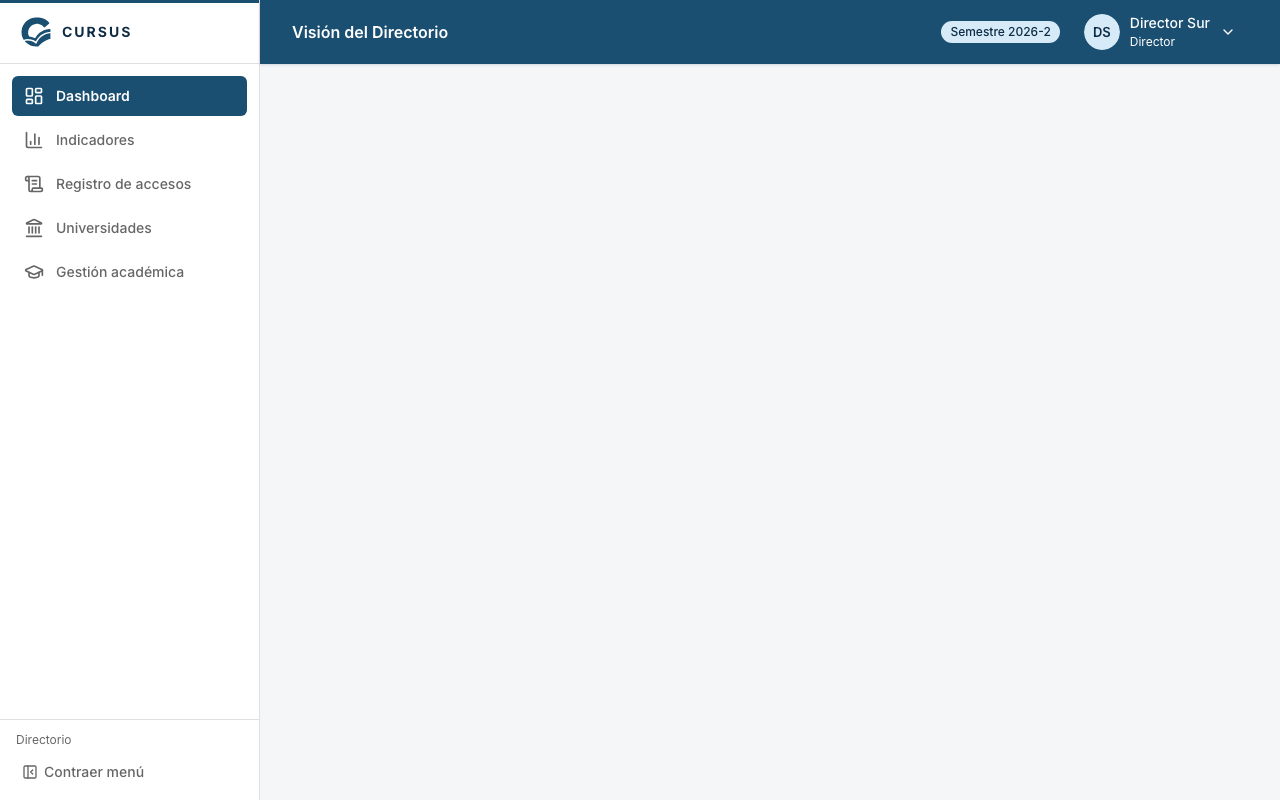 CURSUS
Visión del Directorio
Semestre 2026-2
DS
Director Sur
Director
Dashboard
Indicadores
Registro de accesos
Universidades
Gestión académica
Directorio
Contraer menú